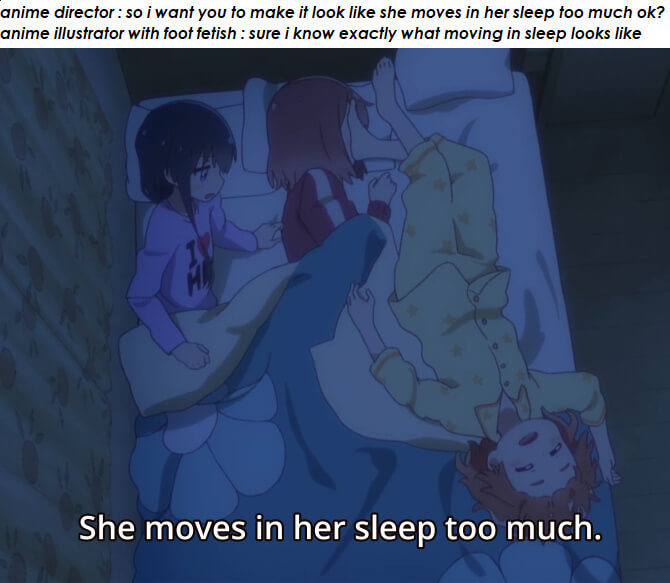 anime director : so i want you to make it look like she moves in her sleep too much ok?
anime illustrator with foot fetish : sure i know exactly what moving in sleep looks like
I
She moves in her sleep too much.